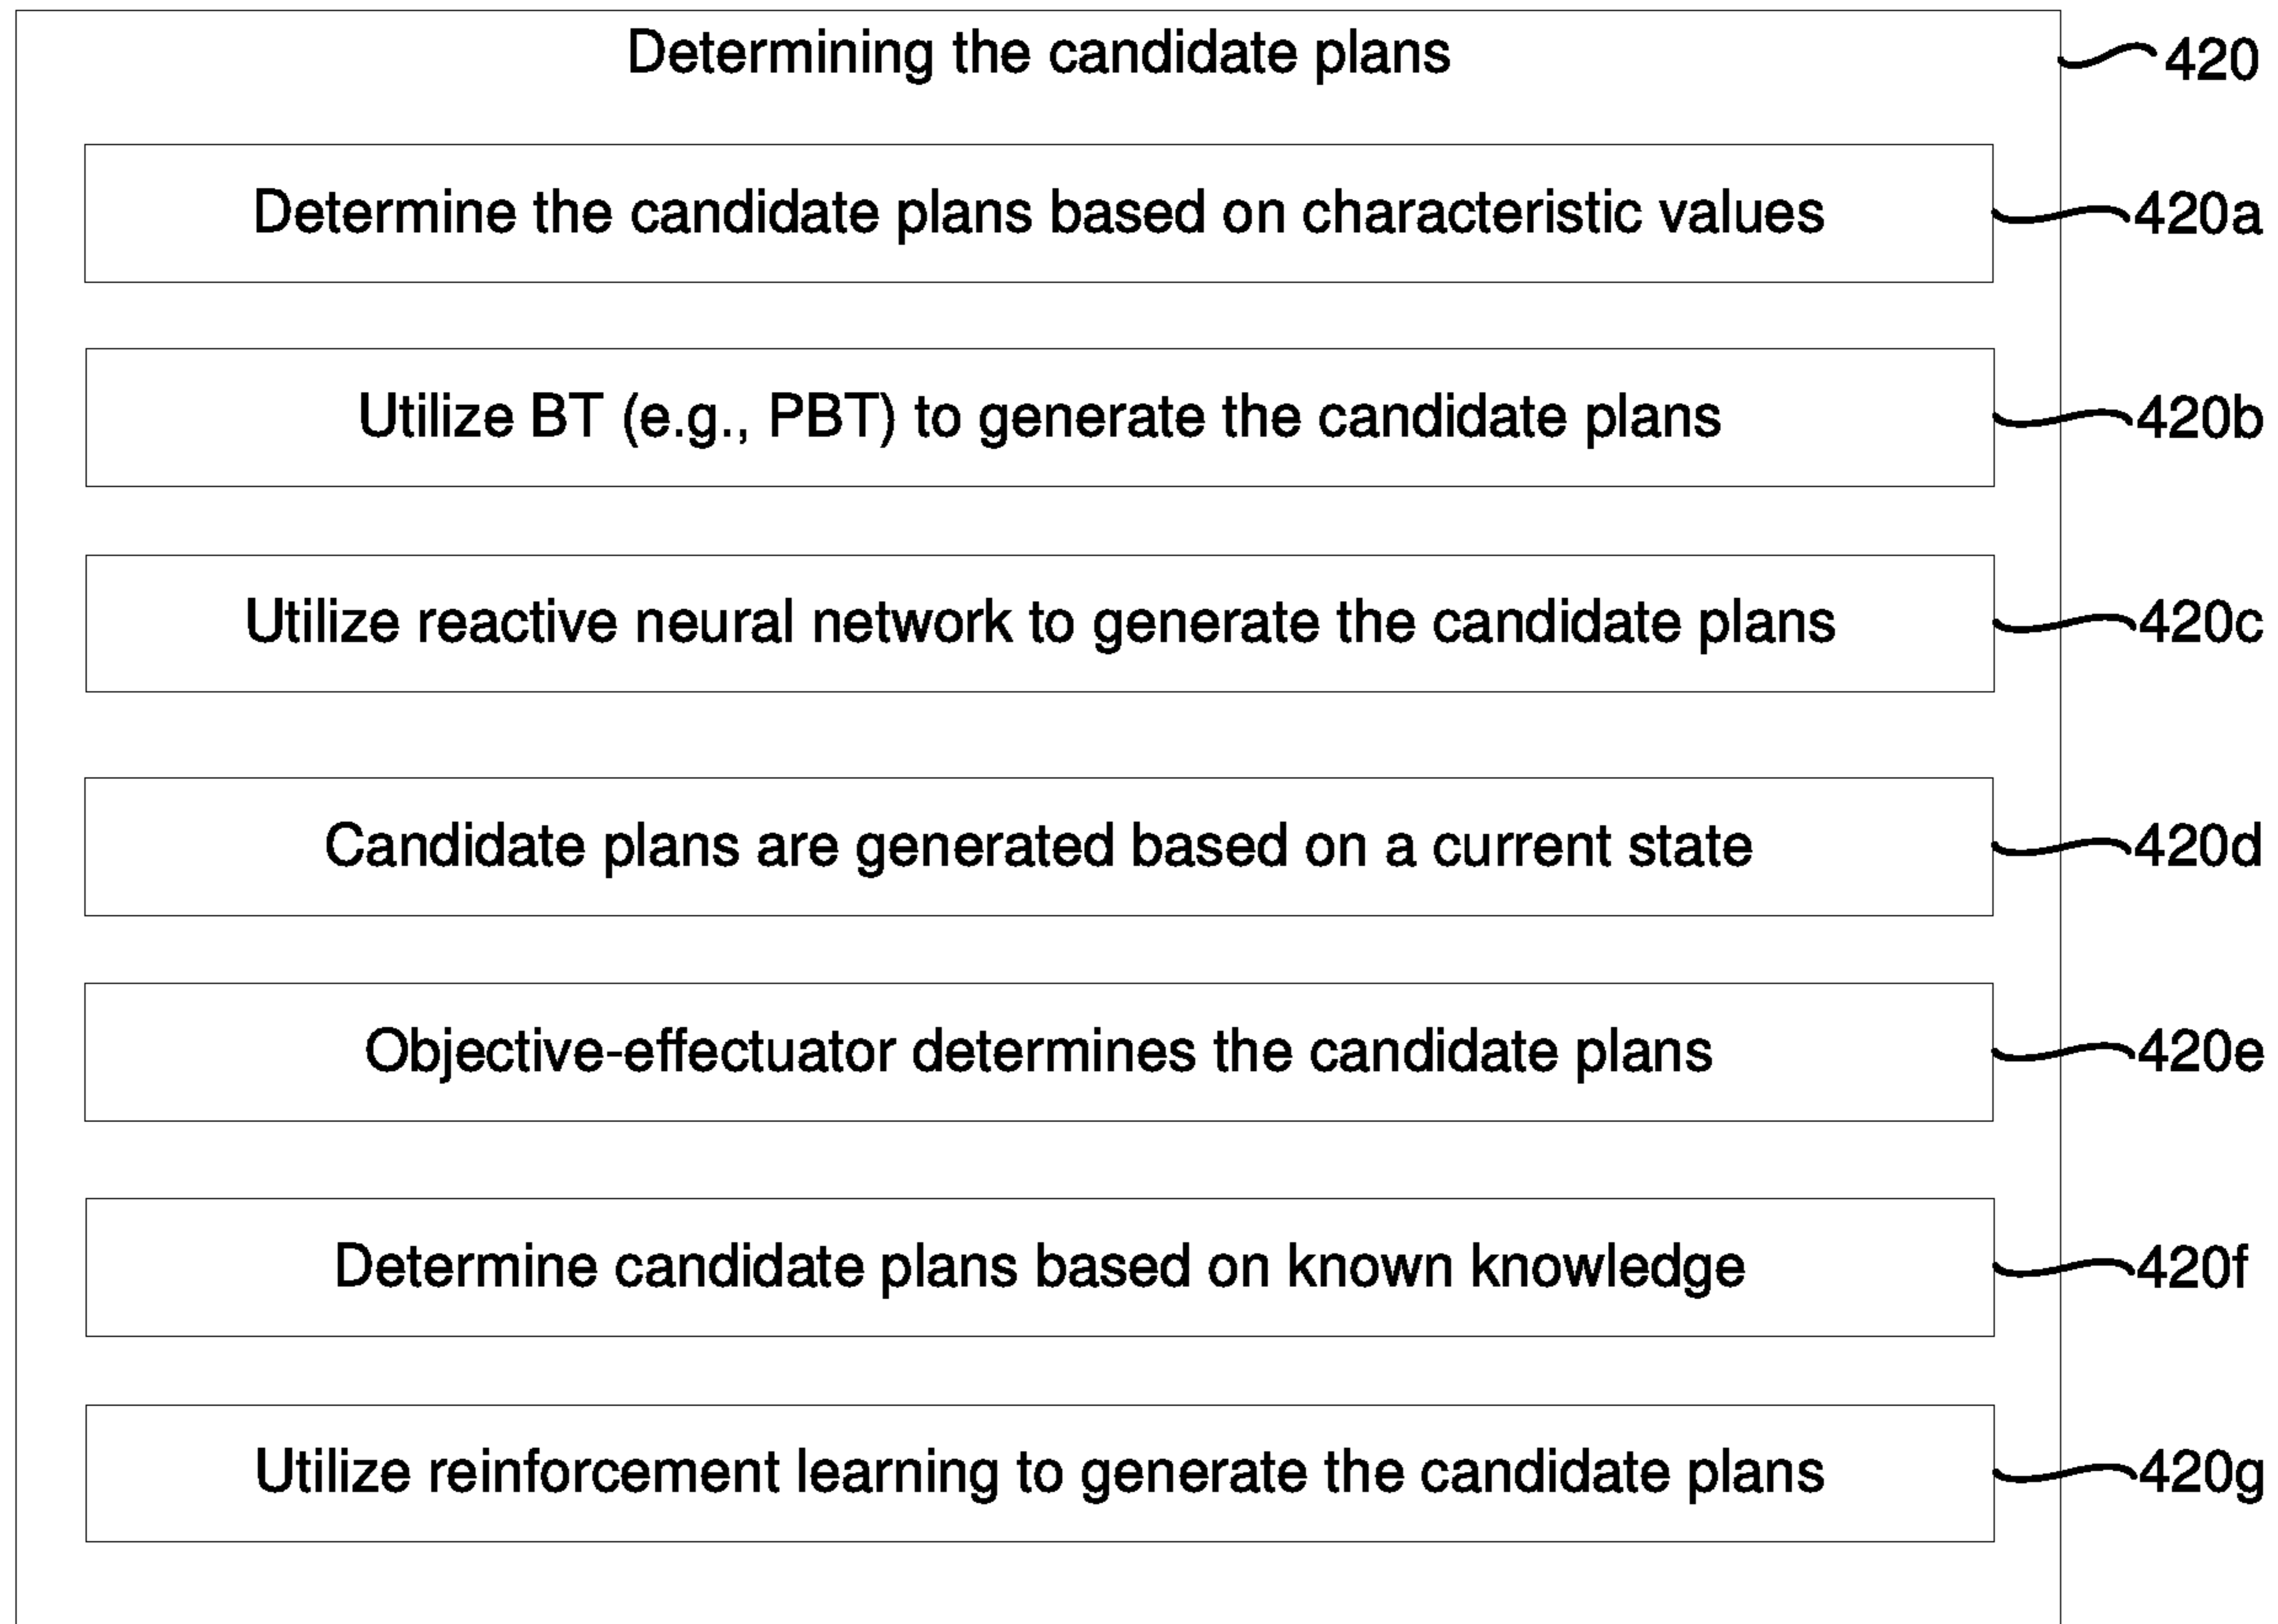 Determining the candidate plans 420
Determine the candidate plans based on characteristic values 420a
Utilize BT (e.g., PBT) to generate the candidate plans 420b
Utilize reactive neural network to generate the candidate plans 420c
Candidate plans are generated based on a current state 420d
Objective-effectuator determines the candidate plans 420e
Determine candidate plans based on known knowledge 420f
Utilize reinforcement learning to generate the candidate plans 420g